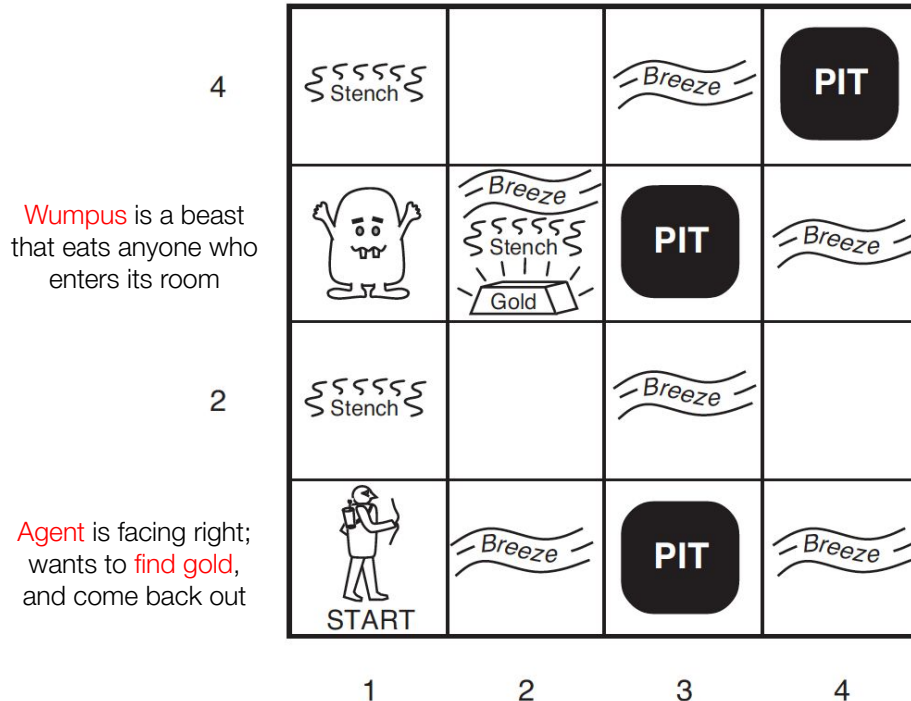 4
Stench
Breeze
PIT
Wumpus is a beast
that eats anyone who
enters its room
Breeze
Stench
Gold
PIT
Breeze
2
Stench
Breeze
Agent is facing right;
wants to find gold,
and come back out
START
Breeze
PIT
Breeze
1 2 3 4